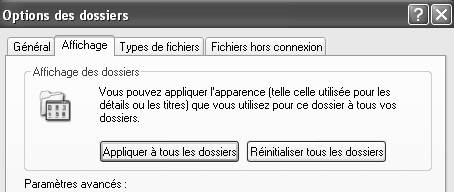 Options des dossiers
Général Affichage Types de fichiers Fichiers hors connexion
Affichage des dossiers
Vous pouvez appliquer l'apparence (telle celle utilisée pour les
détails ou les titres) que vous utilisez pour ce dossier à tous vos
dossiers.
Appliquer à tous les dossiers Réinitialiser tous les dossiers
Paramètres avancés :